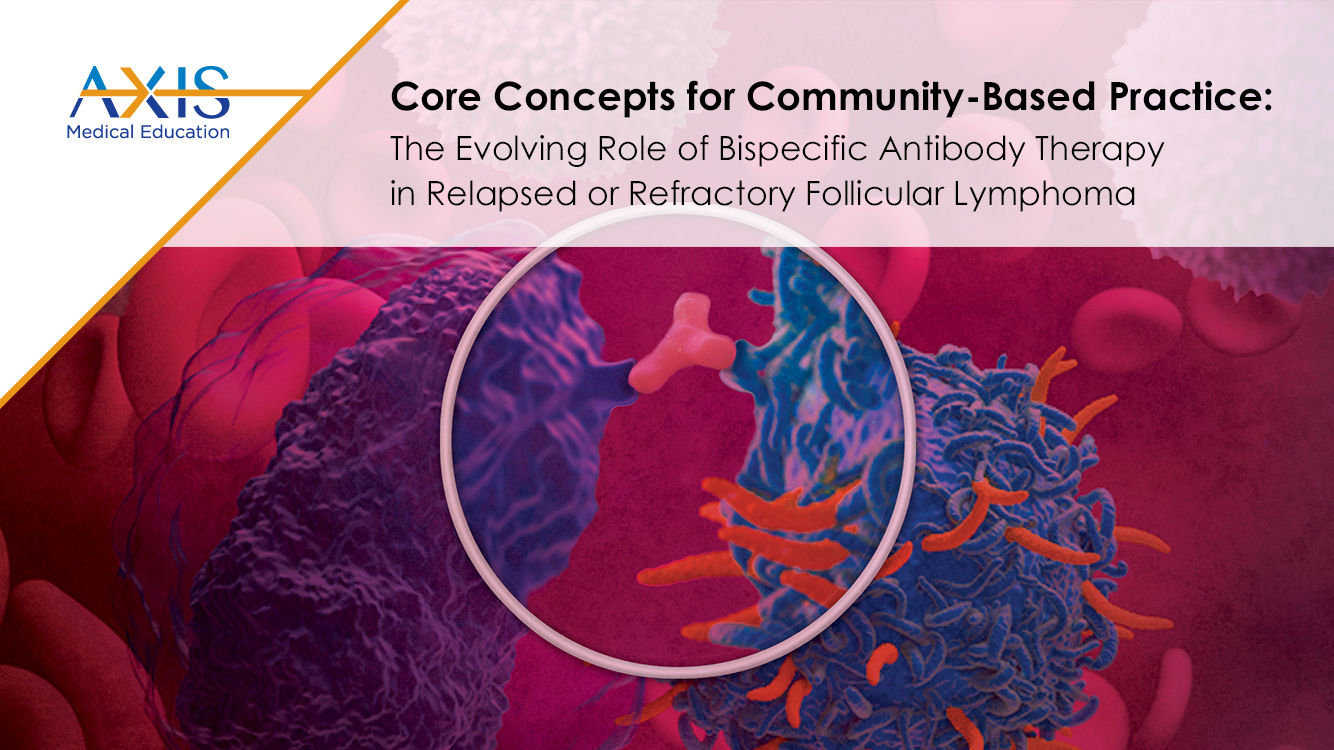 AXIS
Medical Education
Core Concepts for Community-Based Practice:
The Evolving Role of Bispecific Antibody Therapy
in Relapsed or Refractory Follicular Lymphoma